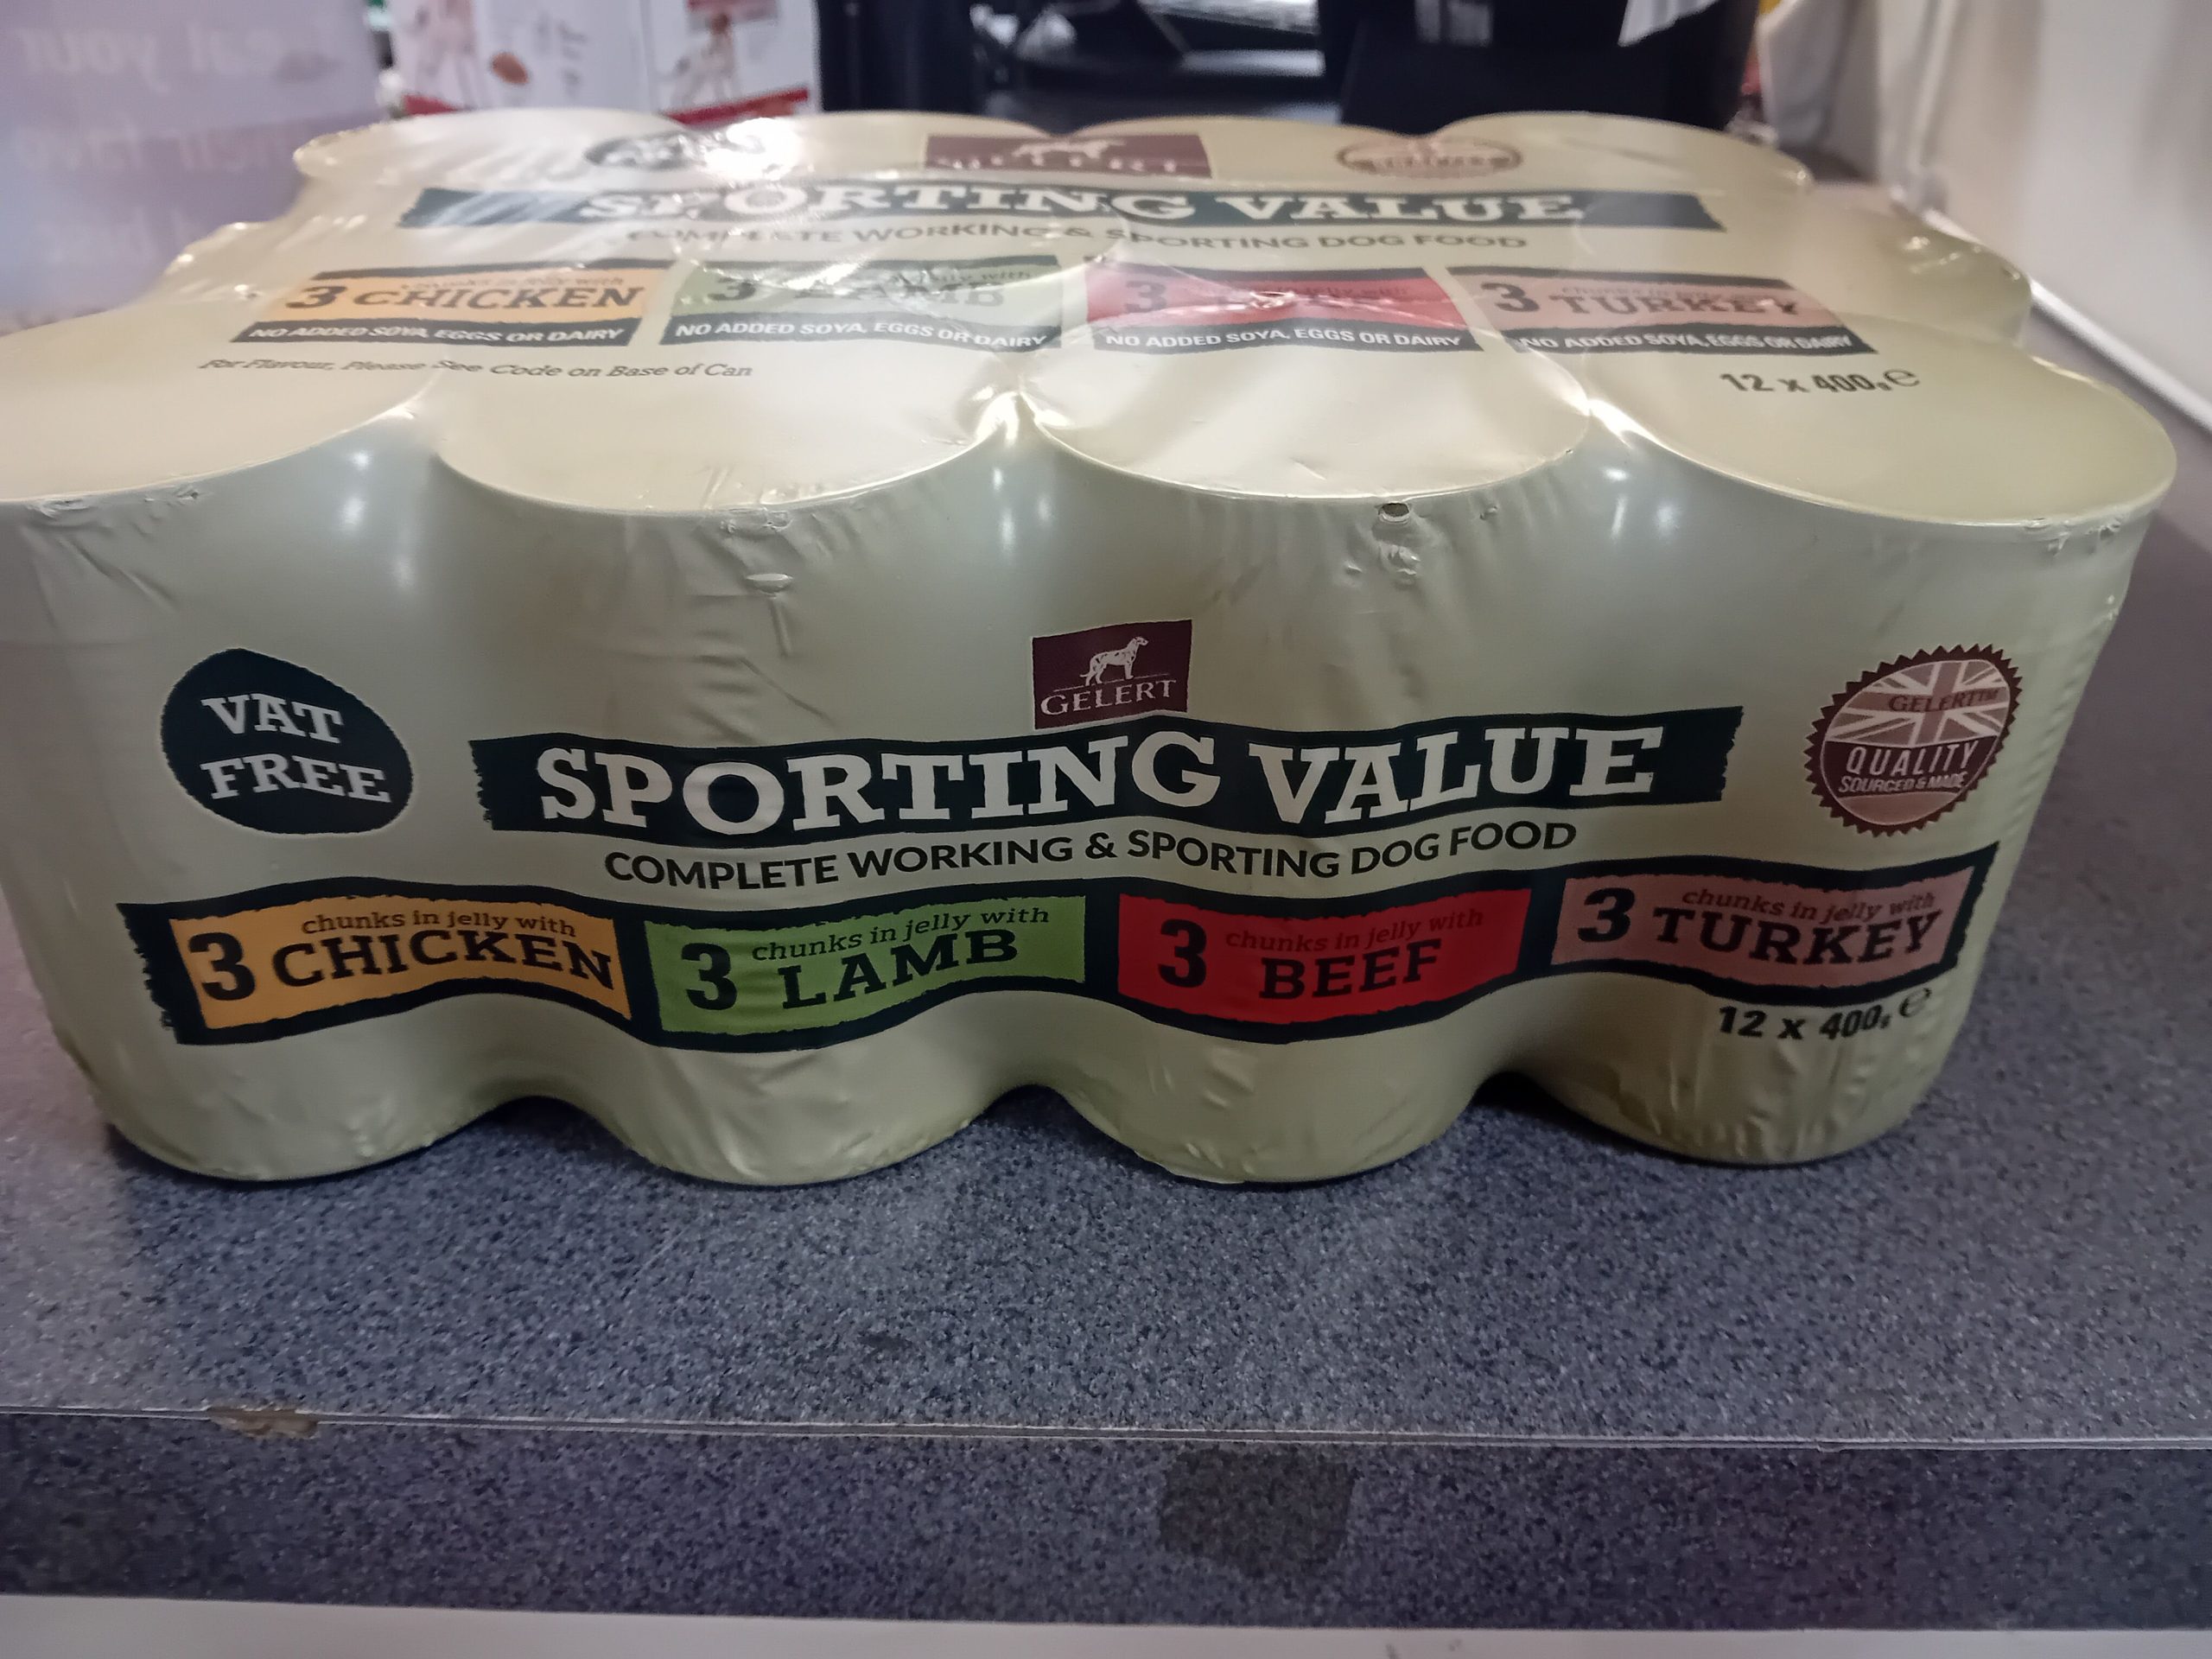 GELERT
SPORTING VALUE
COMPLETE WORKING & SPORTING DOG FOOD
3 CHICKEN
3 LAMB
3
3 TURKEY
NO ADDED SOYA, EGGS OR DAIRY
NO ADDED SOYA, EGGS OR DAIRY
NO ADDED SOYA, EGGS OR DAIRY
NO ADDED SOYA, EGGS OR DAIRY
For Flavour, Please See Code on Base of Can
12 x 400g e
VAT
FREE
GELERT
SPORTING VALUE
COMPLETE WORKING & SPORTING DOG FOOD
GELERT™
QUALITY
SOURCED & MADE
3 chunks in jelly with
CHICKEN
3 chunks in jelly with
LAMB
3 chunks in jelly with
BEEF
3 chunks in jelly with
TURKEY
12 x 400g e